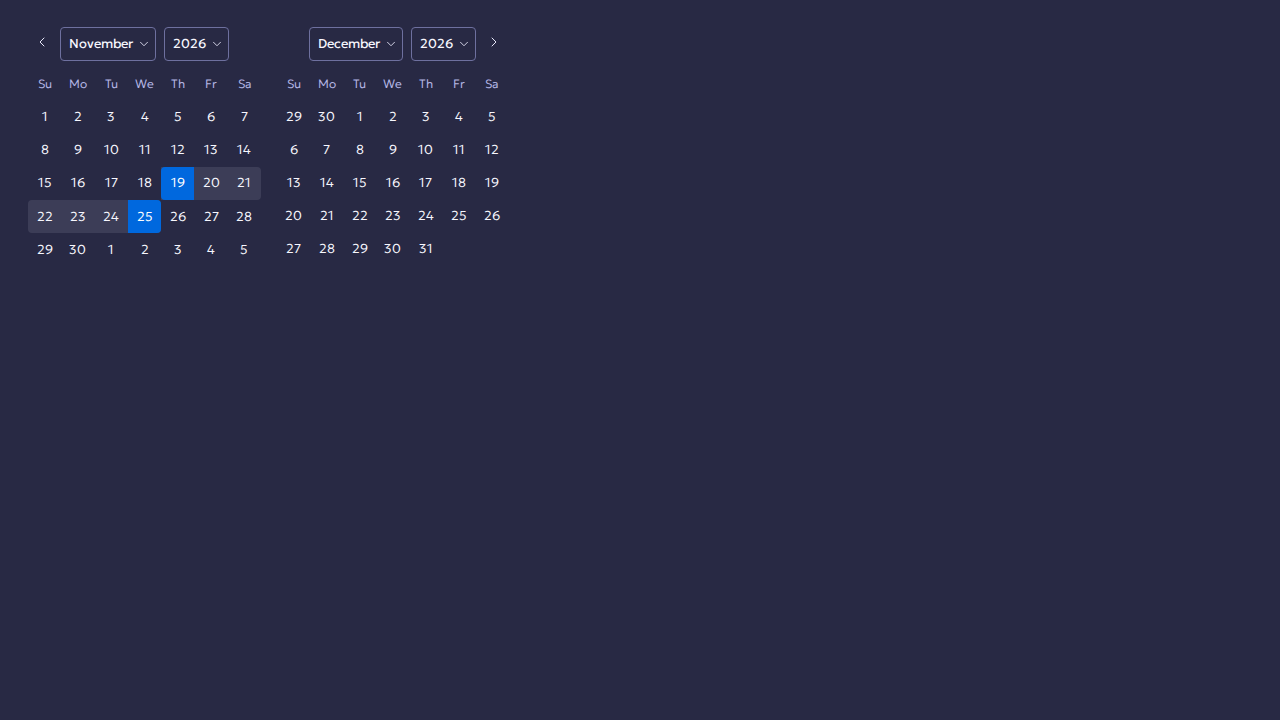 November 2026
Su Mo Tu We Th Fr Sa
1 2 3 4 5 6 7
8 9 10 11 12 13 14
15 16 17 18 19 20 21
22 23 24 25 26 27 28
29 30 1 2 3 4 5
December 2026
Su Mo Tu We Th Fr Sa
29 30 1 2 3 4 5
6 7 8 9 10 11 12
13 14 15 16 17 18 19
20 21 22 23 24 25 26
27 28 29 30 31